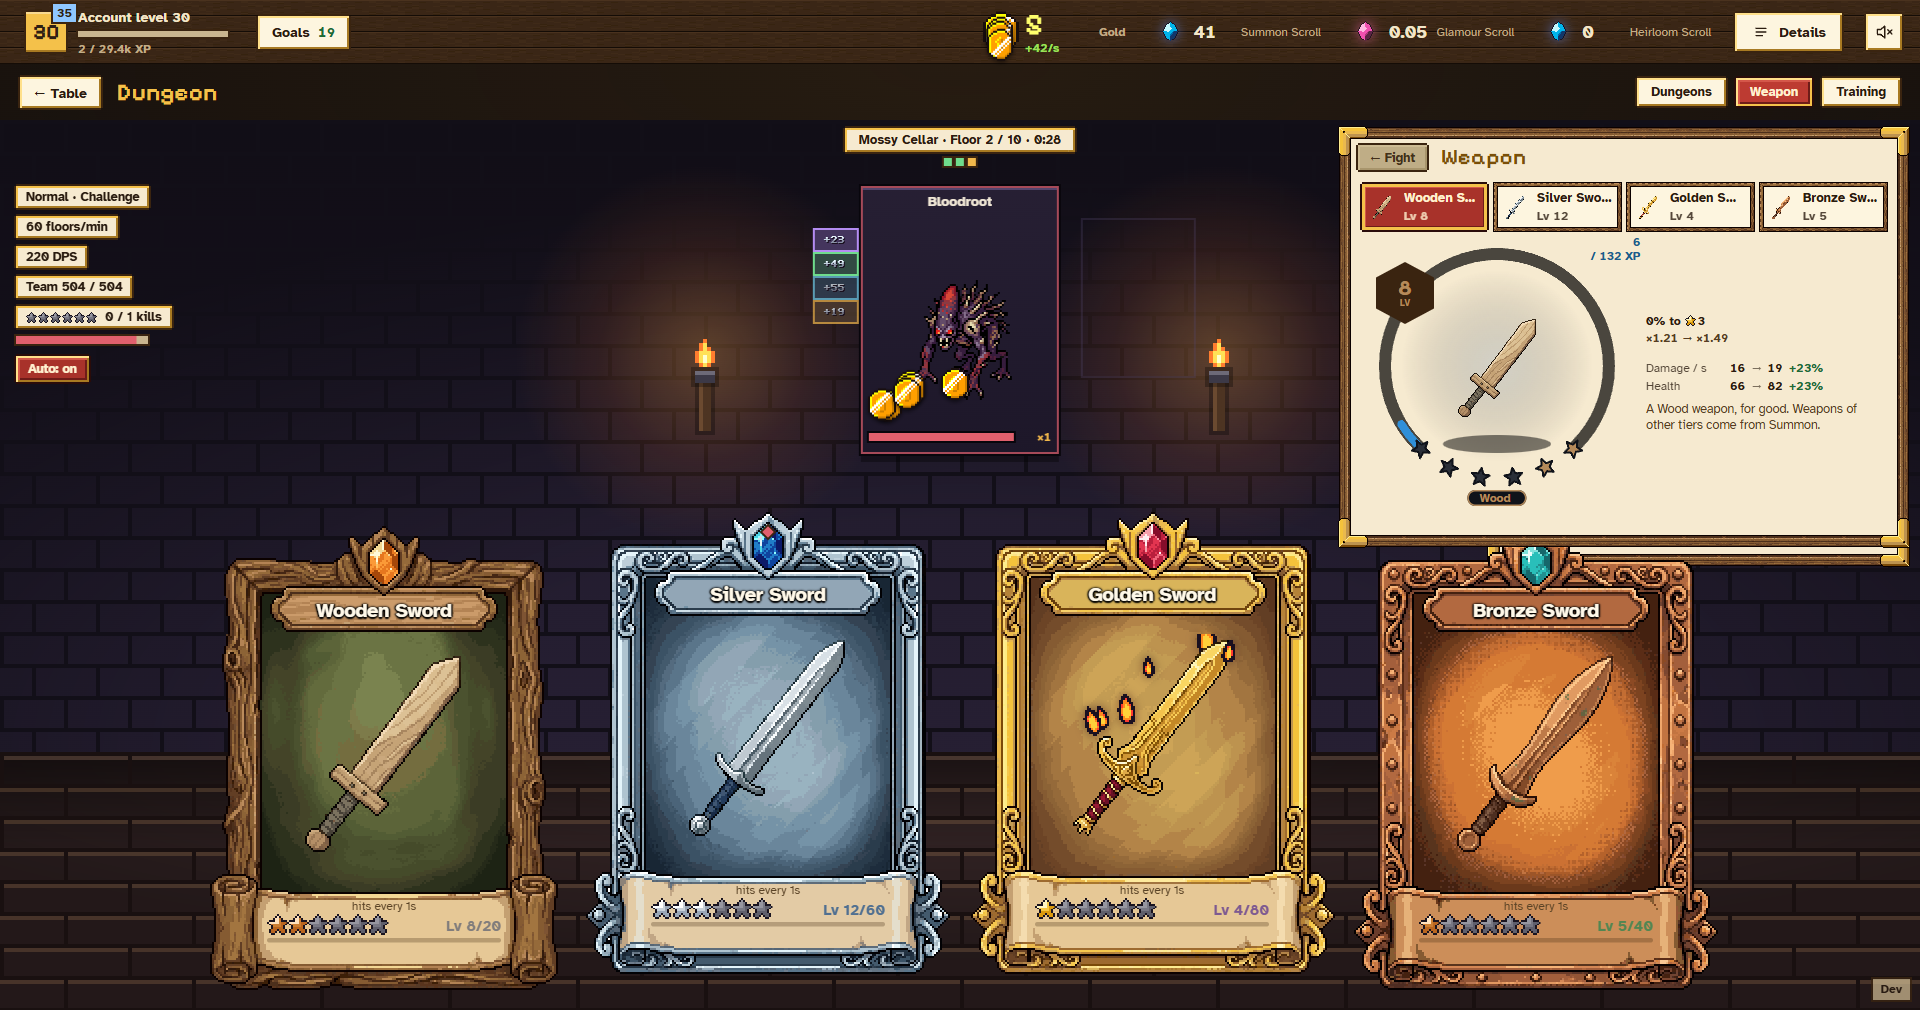 30
35
Account level 30
2 / 29.4k XP
Goals 19
S
+42/s
Gold
41
Summon Scroll
0.05
Glamour Scroll
0
Heirloom Scroll
Details
← Table
Dungeon
Dungeons
Weapon
Training
Mossy Cellar · Floor 2 / 10 · 0:28
Normal · Challenge
60 floors/min
220 DPS
Team 504 / 504
0 / 1 kills
Auto: on
Bloodroot
+23
+49
+55
+19
×1
← Fight
Weapon
Wooden S...
Lv 8
Silver Swo...
Lv 12
Golden S...
Lv 4
Bronze Sw...
Lv 5
6
/ 132 XP
8
LV
0% to 3
×1.21 → ×1.49
Damage / s 16 → 19 +23%
Health 66 → 82 +23%
A Wood weapon, for good. Weapons of
other tiers come from Summon.
Wood
Wooden Sword
hits every 1s
Lv 8/20
Silver Sword
hits every 1s
Lv 12/60
Golden Sword
hits every 1s
Lv 4/80
Bronze Sword
hits every 1s
Lv 5/40
Dev